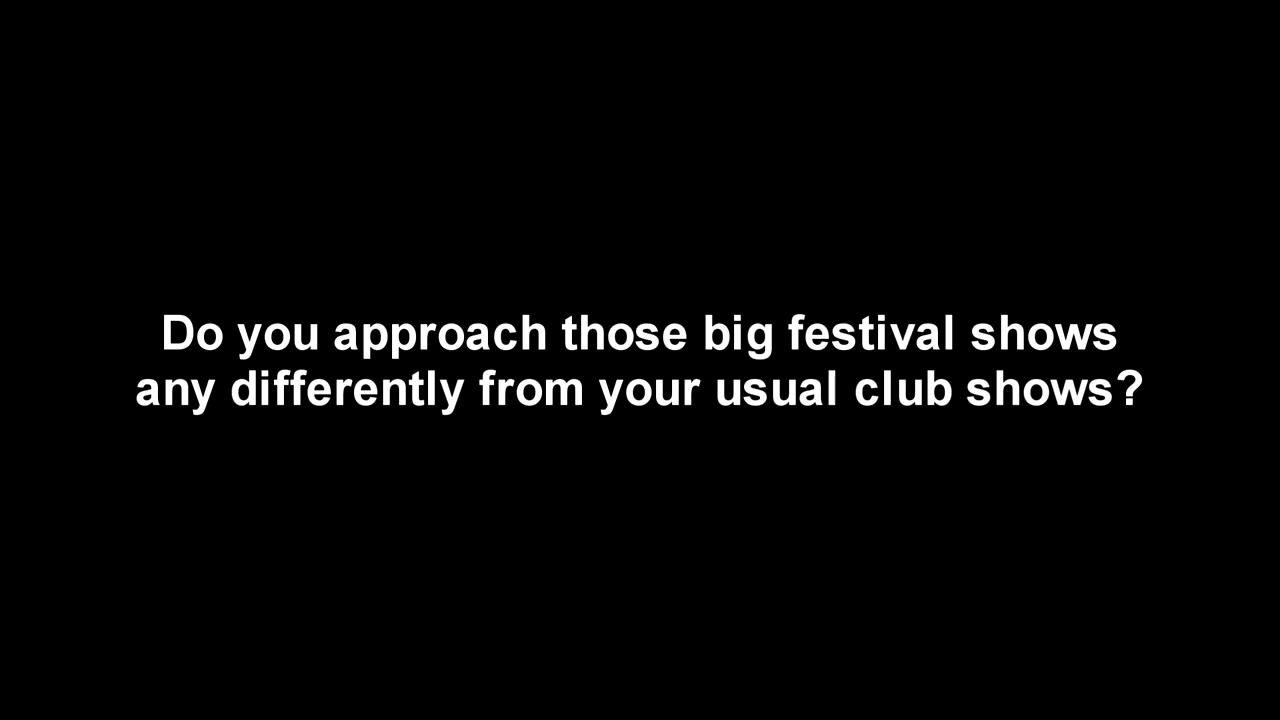 Do you approach those big festival shows
any differently from your usual club shows?